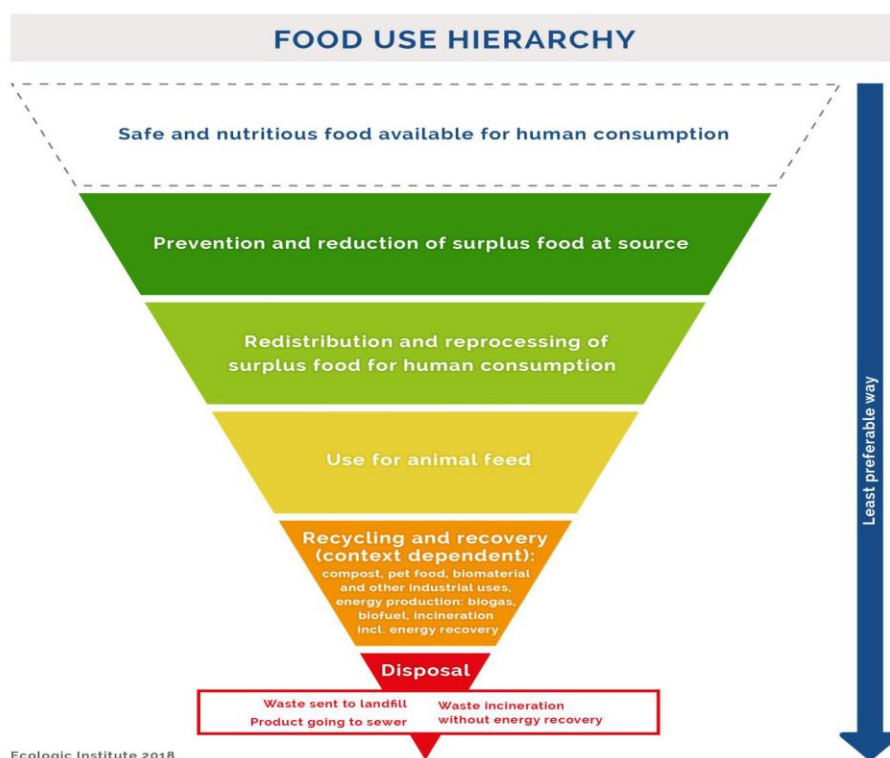 FOOD USE HIERARCHY
Safe and nutritious food available for human consumption
Prevention and reduction of surplus food at source
Redistribution and reprocessing of
surplus food for human consumption
Use for animal feed
Recycling and recovery
(context dependent):
compost, pet food, biomaterial
and other industrial uses,
energy production: biogas,
biofuel, incineration
incl. energy recovery
Disposal
Waste sent to landfill
Product going to sewer
Waste incineration
without energy recovery
Least preferable way
Ecologic Institute 2018